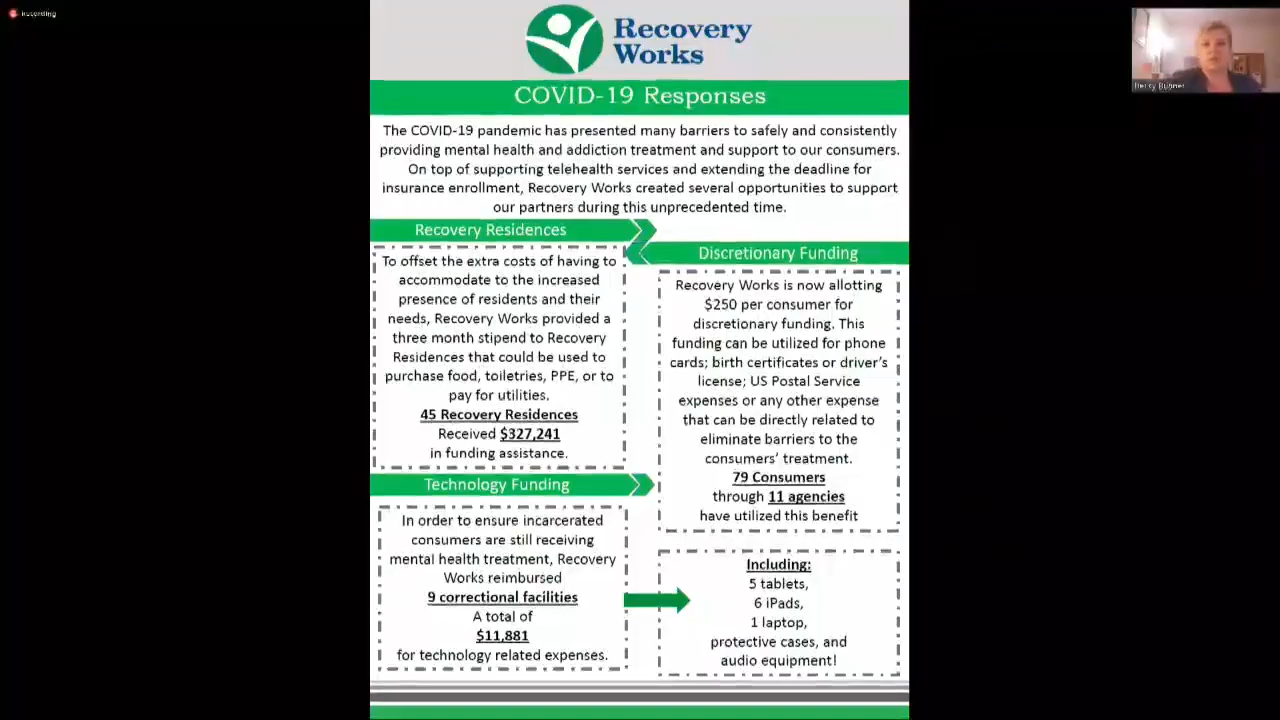 Recording
Recovery
Works
COVID-19 Responses
The COVID-19 pandemic has presented many barriers to safely and consistently
providing mental health and addiction treatment and support to our consumers.
On top of supporting telehealth services and extending the deadline for
insurance enrollment, Recovery Works created several opportunities to support
our partners during this unprecedented time.
Recovery Residences
To offset the extra costs of having to
accommodate to the increased
presence of residents and their
needs, Recovery Works provided a
three month stipend to Recovery
Residences that could be used to
purchase food, toiletries, PPE, or to
pay for utilities.
45 Recovery Residences
Received $327,241
in funding assistance.
Discretionary Funding
Recovery Works is now allotting
$250 per consumer for
discretionary funding. This
funding can be utilized for phone
cards; birth certificates or driver’s
license; US Postal Service
expenses or any other expense
that can be directly related to
eliminate barriers to the
consumers’ treatment.
79 Consumers
through 11 agencies
have utilized this benefit
Technology Funding
In order to ensure incarcerated
consumers are still receiving
mental health treatment, Recovery
Works reimbursed
9 correctional facilities
A total of
$11,881
for technology related expenses.
Including:
5 tablets,
6 iPads,
1 laptop,
protective cases, and
audio equipment!